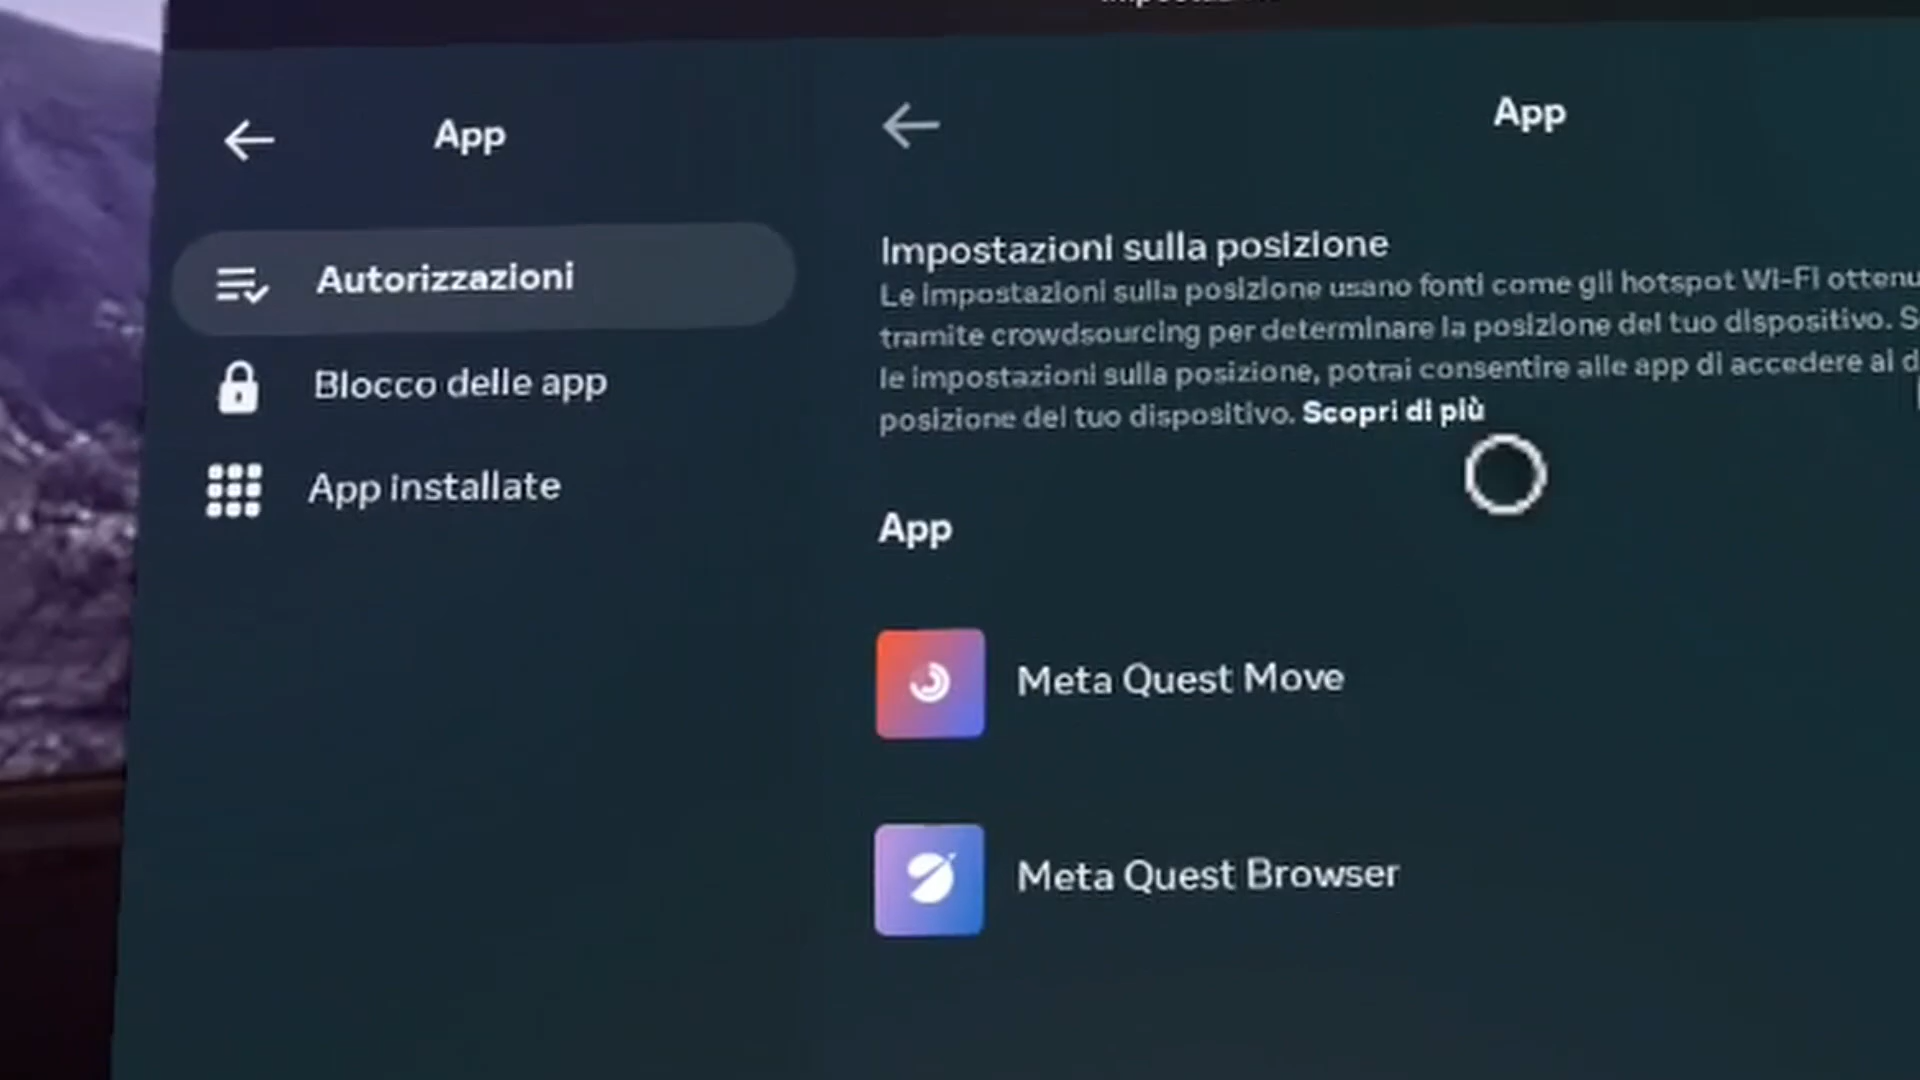 App
Autorizzazioni
Blocco delle app
App installate
App
Impostazioni sulla posizione
Le impostazioni sulla posizione usano fonti come gli hotspot Wi-Fi
tramite crowdsourcing per determinare la posizione del tuo dispositivo.
le impostazioni sulla posizione, potrai consentire alle app di accedere al
posizione del tuo dispositivo. Scopri di più
App
Meta Quest Move
Meta Quest Browser